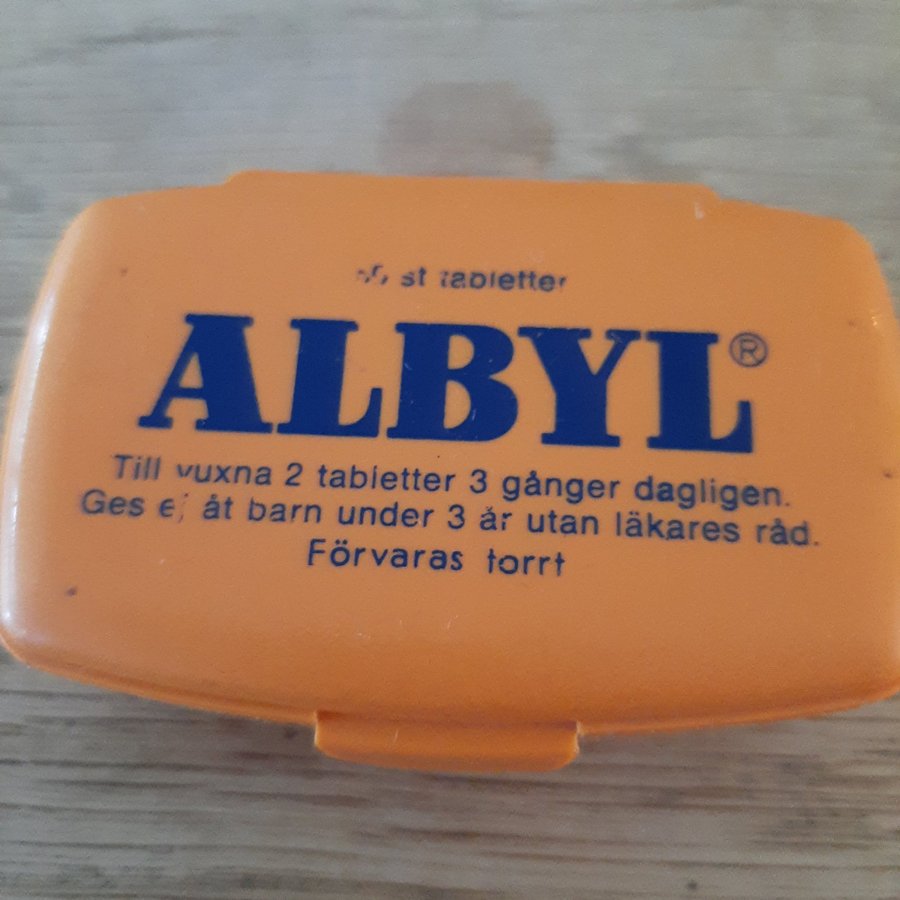 st tabletter
ALBYL®
Till vuxna 2 tabletter 3 gånger dagligen.
Ges ej åt barn under 3 år utan läkares råd.
Förvaras torrt